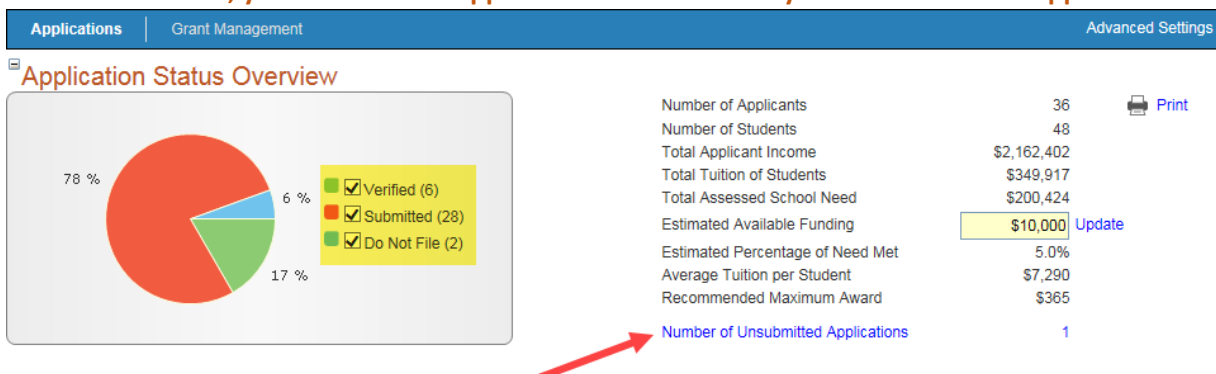 Applications Grant Management Advanced Settings
Application Status Overview
78 %
6 %
17 %
Verified (6)
Submitted (28)
Do Not File (2)
Number of Applicants 36 Print
Number of Students 48
Total Applicant Income $2,162,402
Total Tuition of Students $349,917
Total Assessed School Need $200,424
Estimated Available Funding $10,000 Update
Estimated Percentage of Need Met 5.0%
Average Tuition per Student $7,290
Recommended Maximum Award $365
Number of Unsubmitted Applications 1